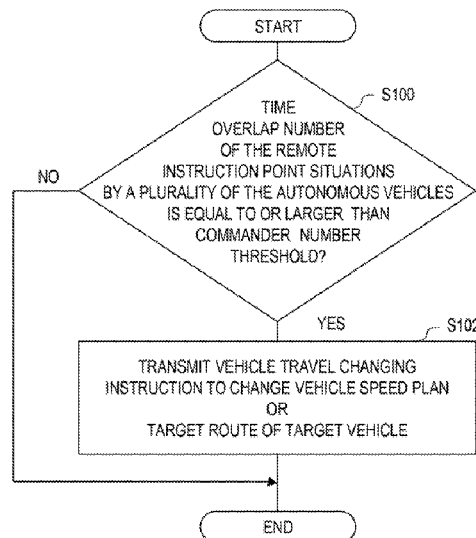 START
S100
TIME
OVERLAP NUMBER
OF THE REMOTE
INSTRUCTION POINT SITUATIONS
BY A PLURALITY OF THE AUTONOMOUS VEHICLES
IS EQUAL TO OR LARGER THAN
COMMANDER NUMBER
THRESHOLD?
NO
YES
S102
TRANSMIT VEHICLE TRAVEL CHANGING
INSTRUCTION TO CHANGE VEHICLE SPEED PLAN
OR
TARGET ROUTE OF TARGET VEHICLE
END